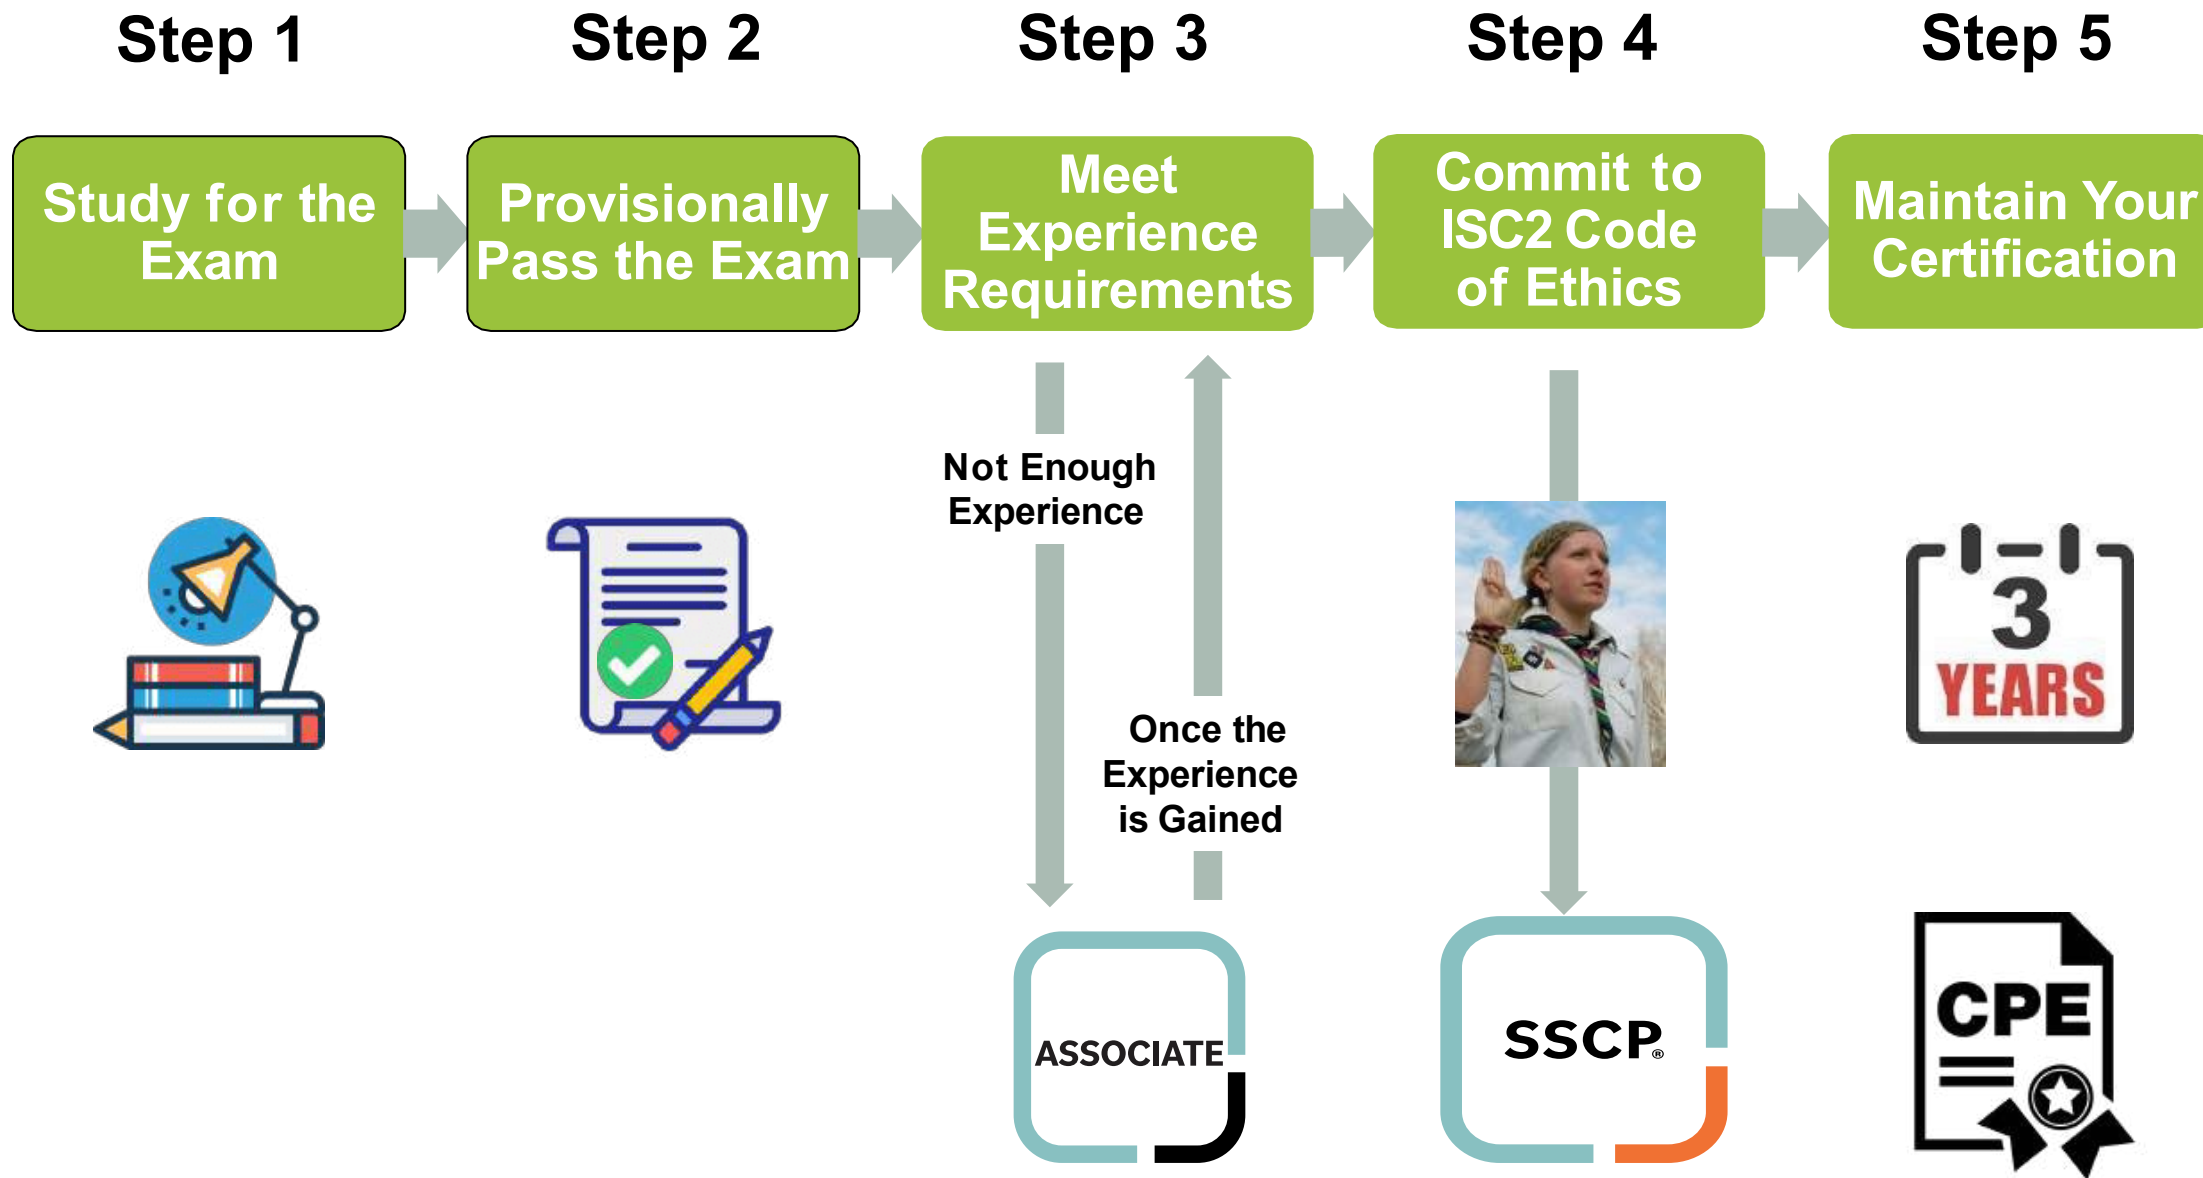 Step 1
Step 2
Step 3
Step 4
Step 5
Study for the
Exam
Provisionally
Pass the Exam
Meet
Experience
Requirements
Commit to
ISC2 Code
of Ethics
Maintain Your
Certification
Not Enough
Experience
Once the
Experience
is Gained
ASSOCIATE
SSCP®
3
YEARS
CPE